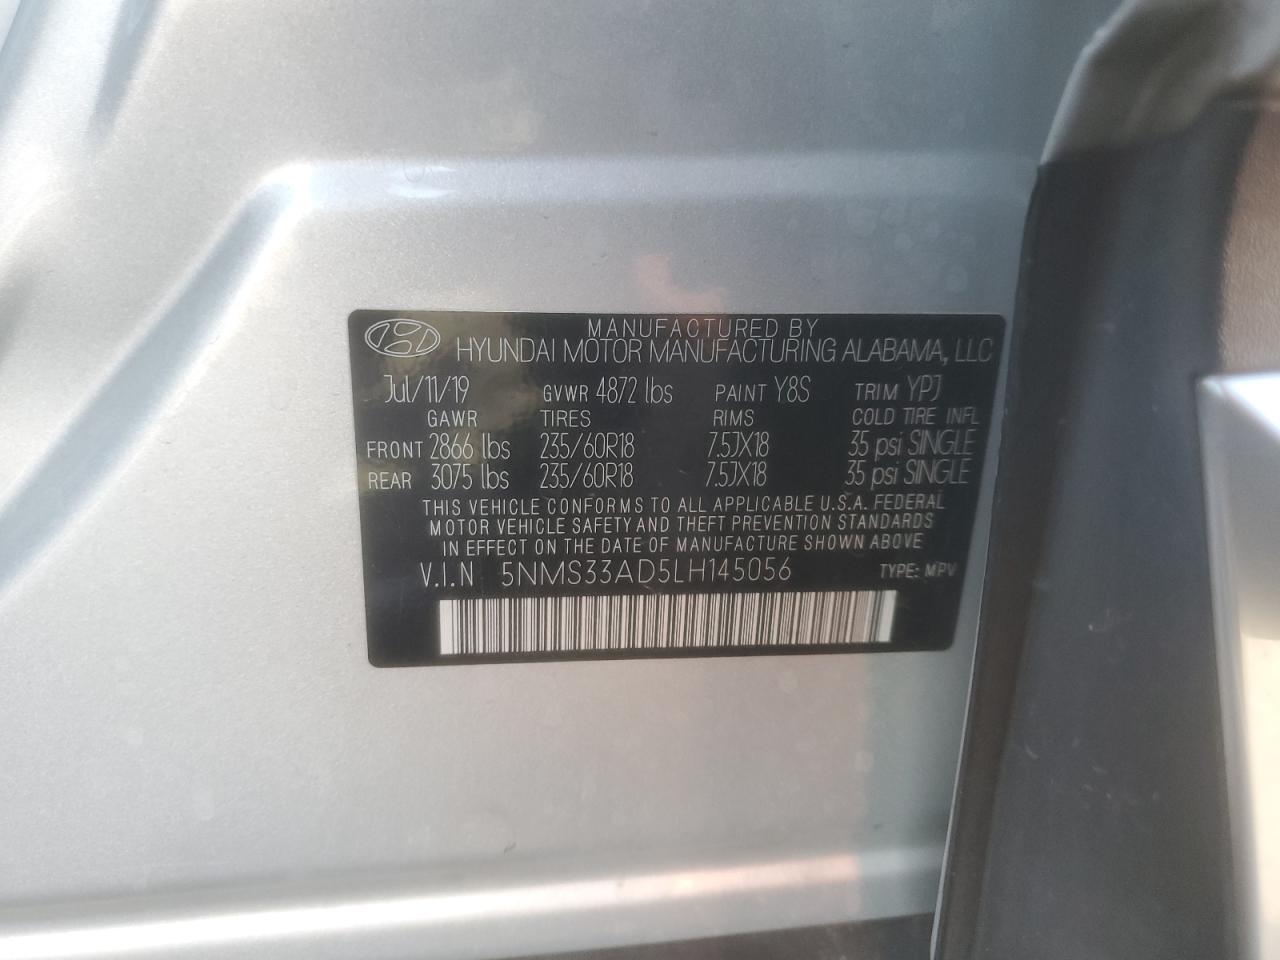 MANUFACTURED BY
HYUNDAI MOTOR MANUFACTURING ALABAMA, LLC
Jul/11/19 GVWR 4872 lbs PAINT Y8S TRIM YPJ
GAWR TIRES RIMS COLD TIRE INFL
FRONT 2866 lbs 235/60R18 7.5JX18 35 psi SINGLE
REAR 3075 lbs 235/60R18 7.5JX18 35 psi SINGLE
THIS VEHICLE CONFORMS TO ALL APPLICABLE U.S.A. FEDERAL
MOTOR VEHICLE SAFETY AND THEFT PREVENTION STANDARDS
IN EFFECT ON THE DATE OF MANUFACTURE SHOWN ABOVE
V.I.N 5NMS33AD5LH145056 TYPE: MPV